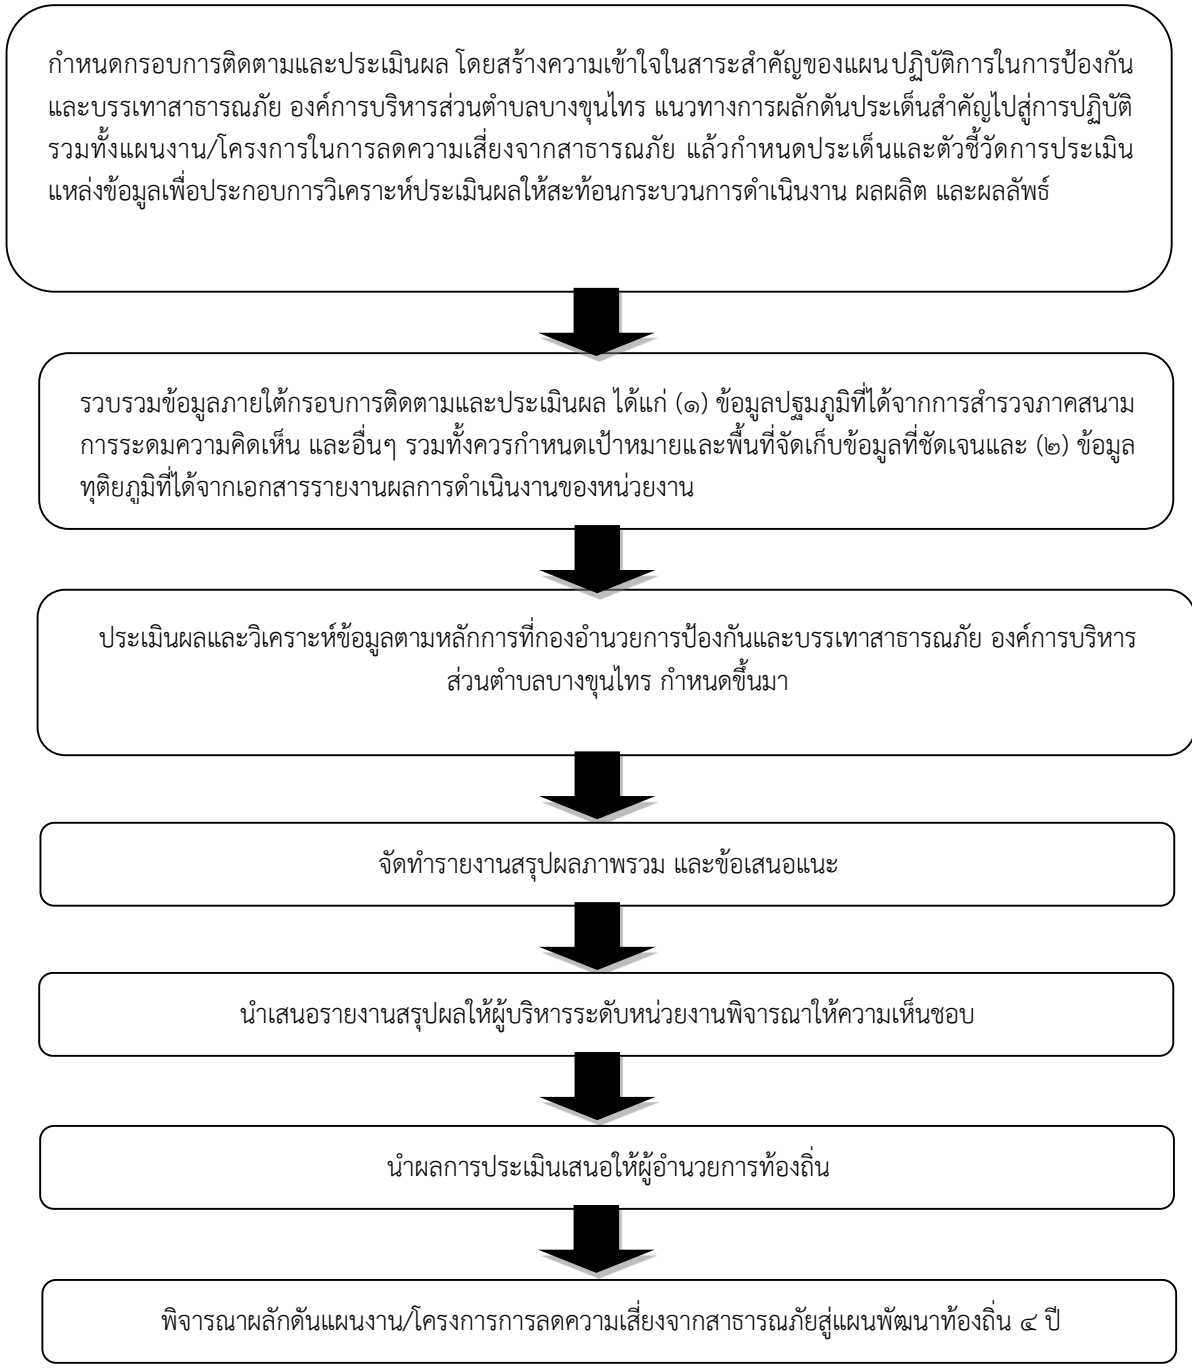 กำหนดกรอบการติดตามและประเมินผล โดยสร้างความเข้าใจในสาระสำคัญของแผนปฏิบัติการในการป้องกัน
และบรรเทาสาธารณภัย องค์การบริหารส่วนตำบลบางขุนไทร แนวทางการผลักดันประเด็นสำคัญไปสู่การปฏิบัติ
รวมทั้งแผนงาน/โครงการในการลดความเสี่ยงจากสาธารณภัย แล้วกำหนดประเด็นและตัวชี้วัดการประเมิน
แหล่งข้อมูลเพื่อประกอบการวิเคราะห์ประเมินผลให้สะท้อนกระบวนการดำเนินงาน ผลผลิต และผลลัพธ์
รวบรวมข้อมูลภายใต้กรอบการติดตามและประเมินผล ได้แก่ (๑) ข้อมูลปฐมภูมิที่ได้จากการสำรวจภาคสนาม
การระดมความคิดเห็น และอื่นๆ รวมทั้งควรกำหนดเป้าหมายและพื้นที่จัดเก็บข้อมูลที่ชัดเจนและ (๒) ข้อมูล
ทุติยภูมิที่ได้จากเอกสารรายงานผลการดำเนินงานของหน่วยงาน
ประเมินผลและวิเคราะห์ข้อมูลตามหลักการที่กองอำนวยการป้องกันและบรรเทาสาธารณภัย องค์การบริหาร
ส่วนตำบลบางขุนไทร กำหนดขึ้นมา
จัดทำรายงานสรุปผลภาพรวม และข้อเสนอแนะ
นำเสนอรายงานสรุปผลให้ผู้บริหารระดับหน่วยงานพิจารณาให้ความเห็นชอบ
นำผลการประเมินเสนอให้ผู้อำนวยการท้องถิ่น
พิจารณาผลักดันแผนงาน/โครงการการลดความเสี่ยงจากสาธารณภัยสู่แผนพัฒนาท้องถิ่น ๔ ปี